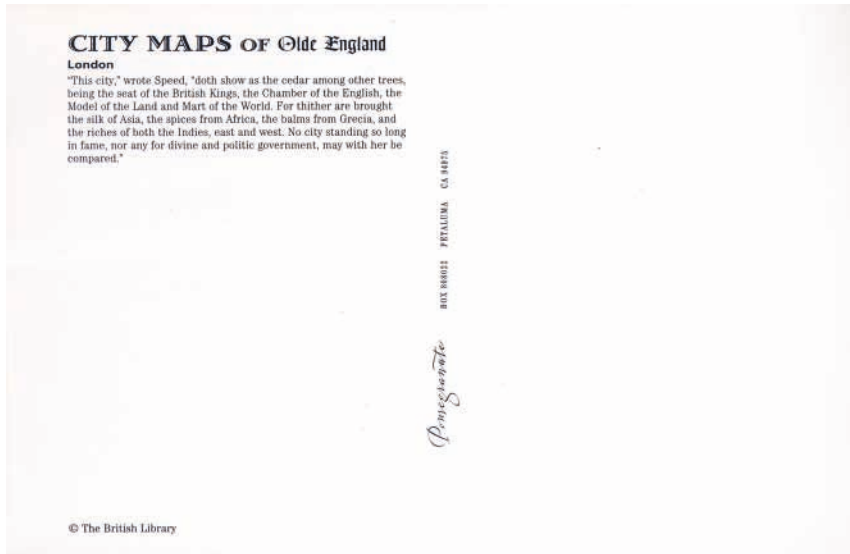 CITY MAPS OF Olde England
London
"This city," wrote Speed, "doth show as the cedar among other trees,
being the seat of the British Kings, the Chamber of the English, the
Model of the Land and Mart of the World. For thither are brought
the silk of Asia, the spices from Africa, the balms from Grecia, and
the riches of both the Indies, east and west. No city standing so long
in fame, nor any for divine and politic government, may with her be
compared."
Pomegranate BOX PETALUMA CA 94975
© The British Library